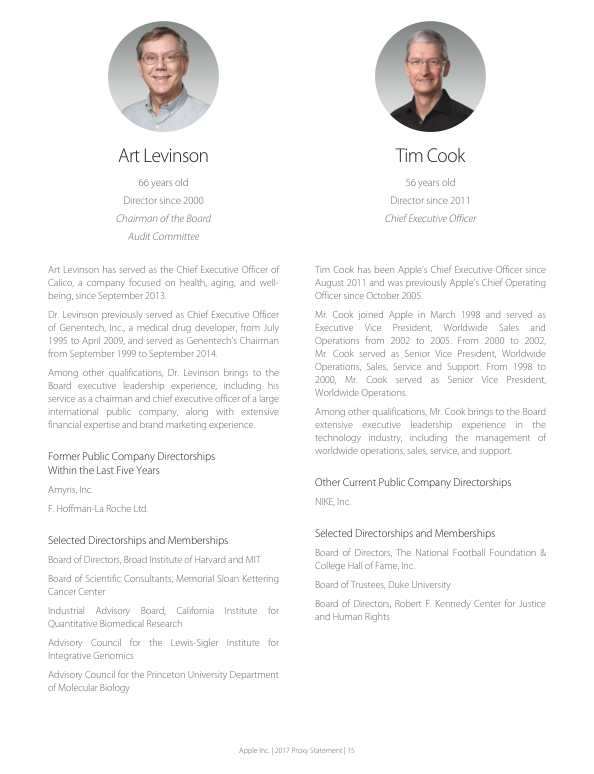 Art Levinson
66 years old
Director since 2000
Chairman of the Board
Audit Committee
Art Levinson has served as the Chief Executive Officer of
Calico, a company focused on health, aging, and well-
being, since September 2013.
Dr. Levinson previously served as Chief Executive Officer
of Genentech, Inc., a medical drug developer, from July
1995 to April 2009, and served as Genentech's Chairman
from September 1999 to September 2014.
Among other qualifications, Dr. Levinson brings to the
Board executive leadership experience, including his
service as a chairman and chief executive officer of a large
international public company, along with extensive
financial expertise and brand marketing experience.
Former Public Company Directorships
Within the Last Five Years
Amyris, Inc.
F. Hoffman-La Roche Ltd.
Selected Directorships and Memberships
Board of Directors, Broad Institute of Harvard and MIT
Board of Scientific Consultants, Memorial Sloan Kettering
Cancer Center
Industrial Advisory Board, California Institute for
Quantitative Biomedical Research
Advisory Council for the Lewis-Sigler Institute for
Integrative Genomics
Advisory Council for the Princeton University Department
of Molecular Biology
Tim Cook
56 years old
Director since 2011
Chief Executive Officer
Tim Cook has been Apple's Chief Executive Officer since
August 2011 and was previously Apple's Chief Operating
Officer since October 2005.
Mr. Cook joined Apple in March 1998 and served as
Executive Vice President, Worldwide Sales and
Operations from 2002 to 2005. From 2000 to 2002,
Mr. Cook served as Senior Vice President, Worldwide
Operations, Sales, Service and Support. From 1998 to
2000, Mr. Cook served as Senior Vice President,
Worldwide Operations.
Among other qualifications, Mr. Cook brings to the Board
extensive executive leadership experience in the
technology industry, including the management of
worldwide operations, sales, service, and support.
Other Current Public Company Directorships
NIKE, Inc.
Selected Directorships and Memberships
Board of Directors, The National Football Foundation &
College Hall of Fame, Inc.
Board of Trustees, Duke University
Board of Directors, Robert F. Kennedy Center for Justice
and Human Rights
Apple Inc. | 2017 Proxy Statement | 15